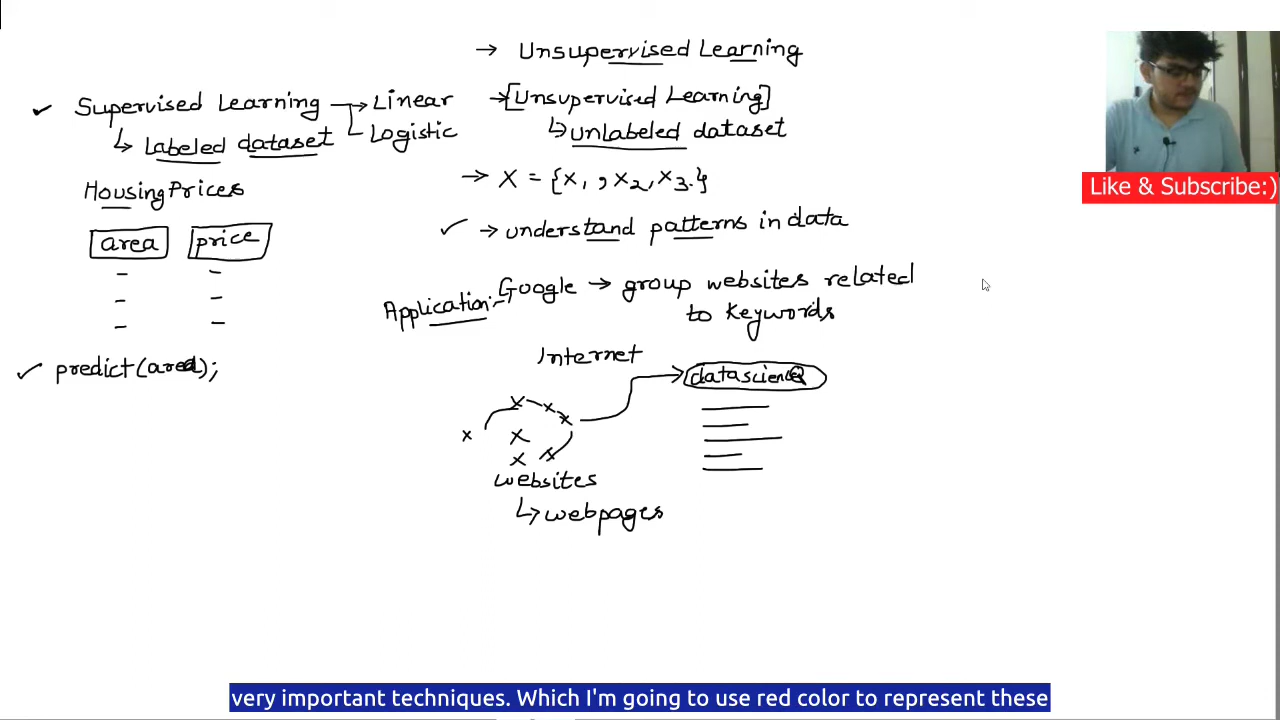 → Unsupervised Learning
✓ Supervised Learning → Linear
Logistic
↳ Labeled dataset
Housing Prices
area price
- -
- -
- -
✓ predict(area);
→ [Unsupervised Learning]
↳ unlabeled dataset
→ X = {x1, x2, x3.}
✓ → understand patterns in data
Application:- Google → group websites related
to keywords
Internet
datascience
websites
↳ webpages
Like & Subscribe:)
very important techniques. Which I'm going to use red color to represent these